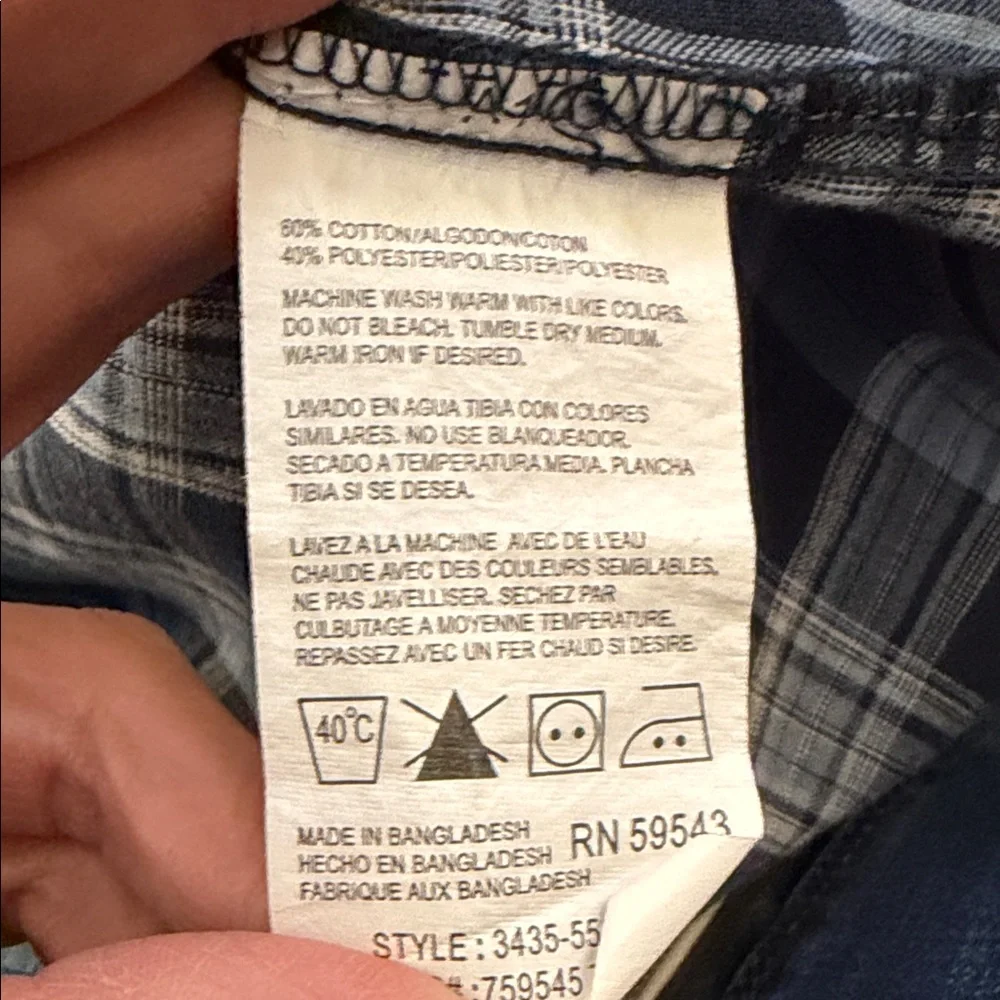 60% COTTON/ALGODON/COTON
40% POLYESTER/POLIESTER/POLYESTER
MACHINE WASH WARM WITH LIKE COLORS.
DO NOT BLEACH. TUMBLE DRY MEDIUM.
WARM IRON IF DESIRED.
LAVADO EN AGUA TIBIA CON COLORES
SIMILARES. NO USE BLANQUEADOR.
SECADO A TEMPERATURA MEDIA. PLANCHA
TIBIA SI SE DESEA.
LAVEZ A LA MACHINE AVEC DE L'EAU
CHAUDE AVEC DES COULEURS SEMBLABLES.
NE PAS JAVELLISER. SECHEZ PAR
CULBUTAGE A MOYENNE TEMPERATURE.
REPASSEZ AVEC UN FER CHAUD SI DESIRE.
40°C
MADE IN BANGLADESH
HECHO EN BANGLADESH
FABRIQUE AUX BANGLADESH
RN 59543
STYLE : 3435-55
#:759545